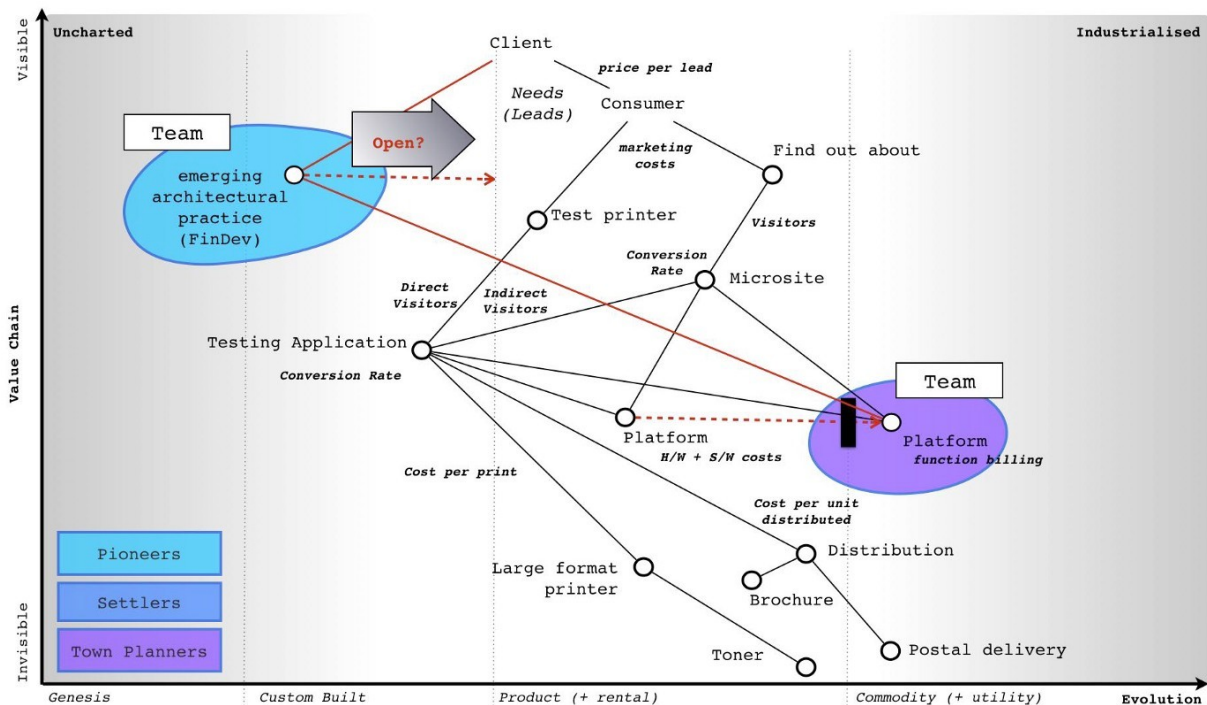 Uncharted
Industrialised
Client
price per lead
Needs
(Leads)
Consumer
Team
Open?
marketing
costs
Find out about
emerging
architectural
practice
(FinDev)
Test printer
Visitors
Conversion
Rate
Microsite
Direct
Visitors
Indirect
Visitors
Testing Application
Conversion Rate
Team
Platform
H/W + S/W costs
Platform
function billing
Cost per print
Cost per unit
distributed
Distribution
Large format
printer
Brochure
Toner
Postal delivery
Pioneers
Settlers
Town Planners
Visible
Value Chain
Invisible
Genesis
Custom Built
Product (+ rental)
Commodity (+ utility)
Evolution